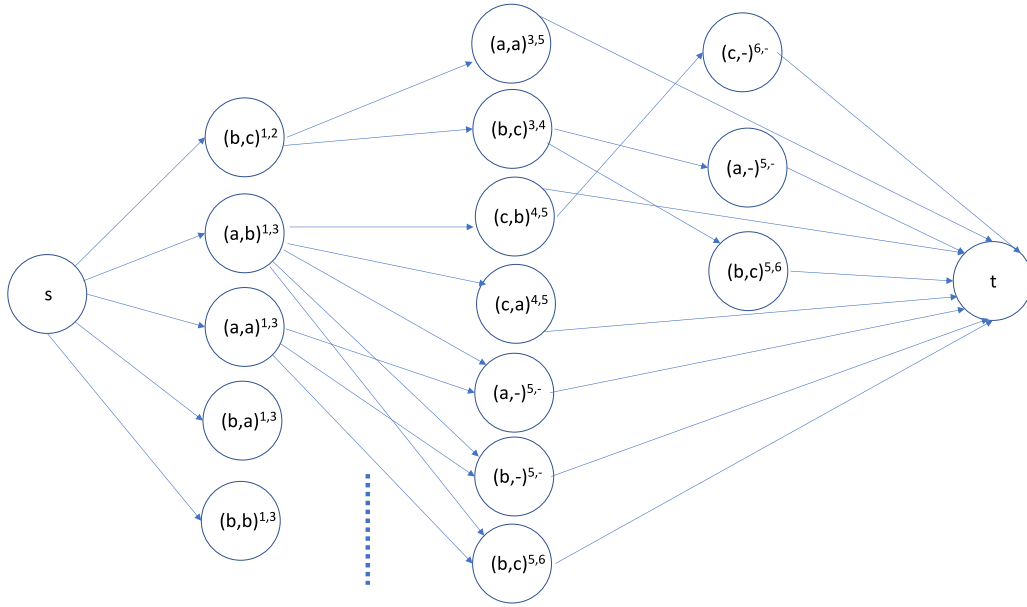 s
(b,c)1,2
(a,b)1,3
(a,a)1,3
(b,a)1,3
(b,b)1,3
(a,a)3,5
(b,c)3,4
(c,b)4,5
(c,a)4,5
(a,-)5,-
(b,-)5,-
(b,c)5,6
(c,-)6,-
(a,-)5,-
(b,c)5,6
t